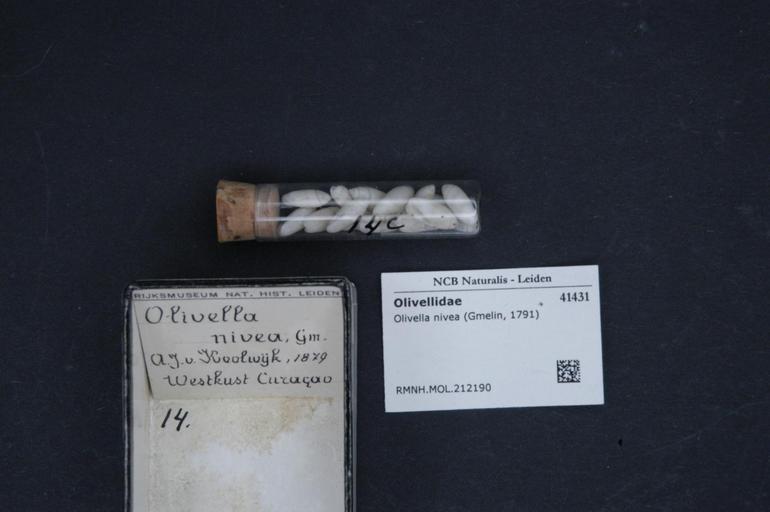 14C
RIJKSMUSEUM NAT. HIST. LEIDEN
Olivella
nivea, Gm.
A.J.v. Koolwijk, 1879
Westkust Curaçao
14.
NCB Naturalis - Leiden
Olivellidae 41431
Olivella nivea (Gmelin, 1791)
RMNH.MOL.212190